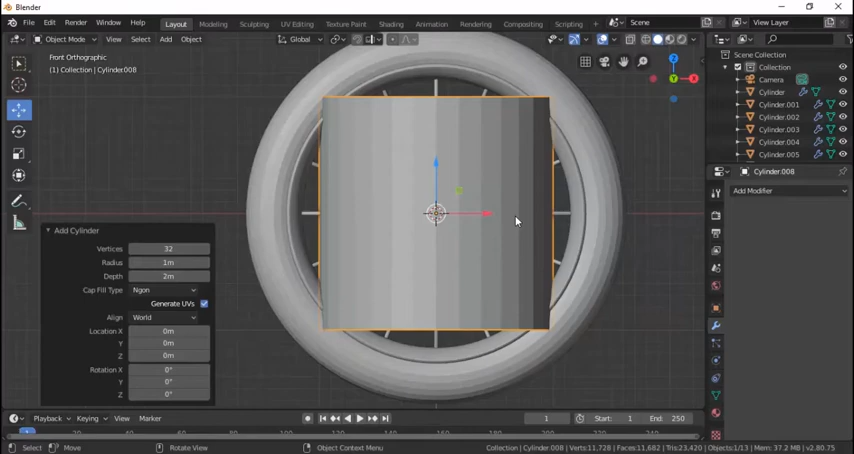 Blender
File Edit Render Window Help Layout Modeling Sculpting UV Editing Texture Paint Shading Animation Rendering Compositing Scripting + Scene View Layer
Object Mode View Select Add Object Global
Front Orthographic
(1) Collection | Cylinder.008
Z
Y
X
Scene Collection
Collection
Camera
Cylinder
Cylinder.001
Cylinder.002
Cylinder.003
Cylinder.004
Cylinder.005
Cylinder.008
Add Modifier
Add Cylinder
Vertices 32
Radius 1m
Depth 2m
Cap Fill Type Ngon
Generate UVs
Align World
Location X 0m
Y 0m
Z 0m
Rotation X 0°
Y 0°
Z 0°
Playback Keying View Marker 1 Start: 1 End: 250
1
Select Move Rotate View Object Context Menu Collection | Cylinder.008 | Verts:11,728 | Faces:11,682 | Tris:23,420 | Objects:1/13 | Mem: 37.2 MB | v2.80.75